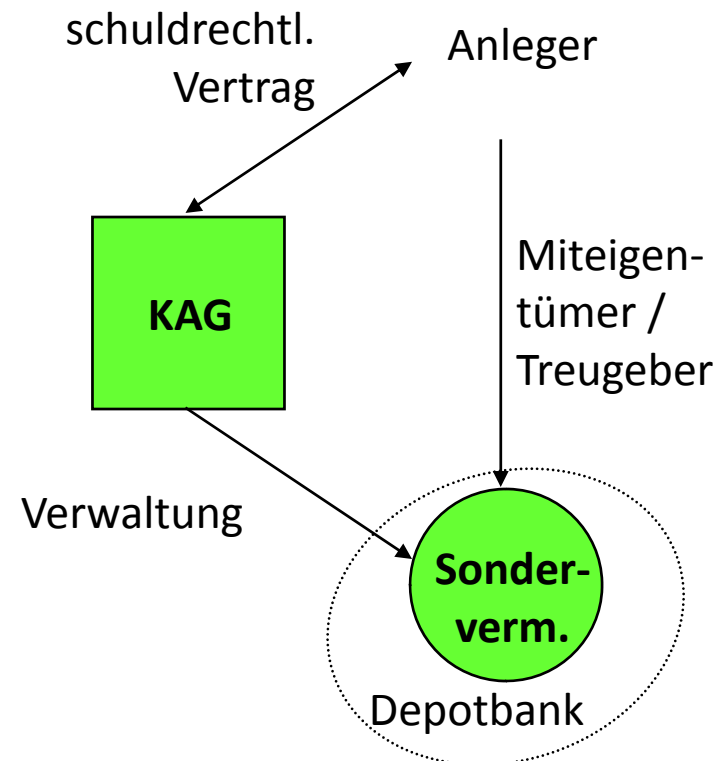 schuldrechtl.
Vertrag
Anleger
KAG
Miteigen-
tümer /
Treugeber
Verwaltung
Sonder-
verm.
Depotbank